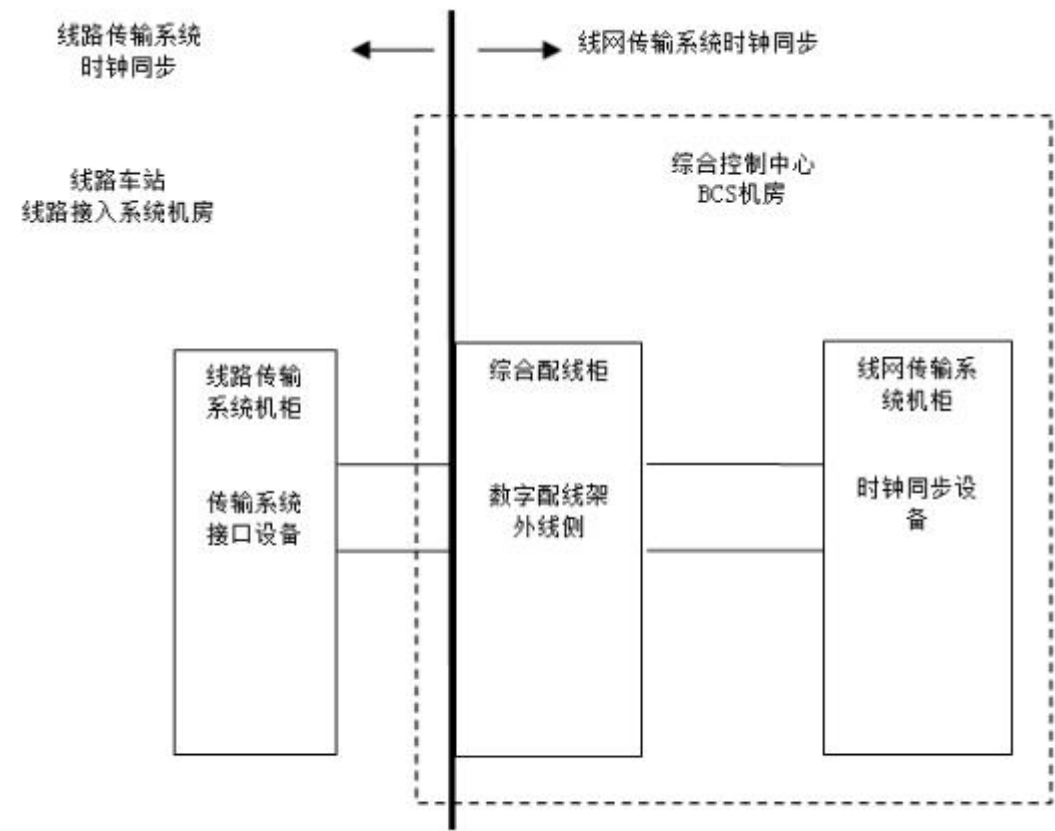 线路传输系统
时钟同步
线网传输系统时钟同步
线路车站
线路接入系统机房
综合控制中心
BCS机房
线路传输
系统机柜
传输系统
接口设备
综合配线柜
数字配线架
外线侧
线网传输系
统机柜
时钟同步设
备